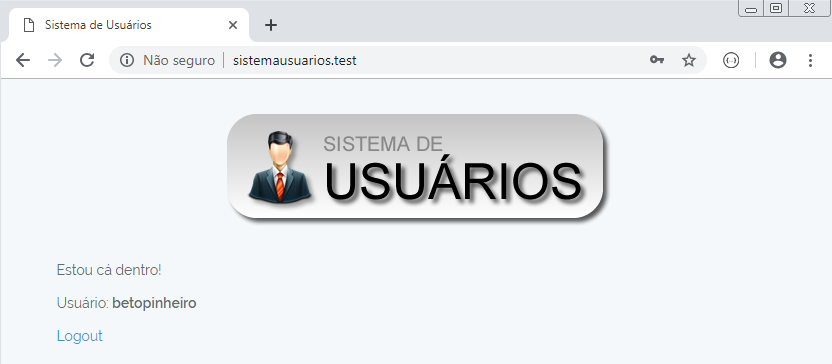 Sistema de Usuários
Não seguro
sistemausuarios.test
SISTEMA DE
USUÁRIOS
Estou cá dentro!
Usuário: betopinheiro
Logout